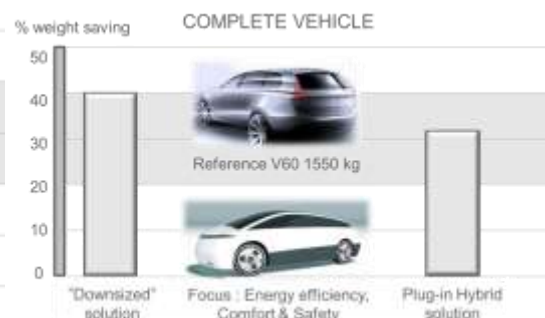 COMPLETE VEHICLE
% weight saving
50
40
30
20
10
0
Reference V60 1550 kg
"Downsized"
solution
Focus : Energy efficiency,
Comfort & Safety
Plug-in Hybrid
solution